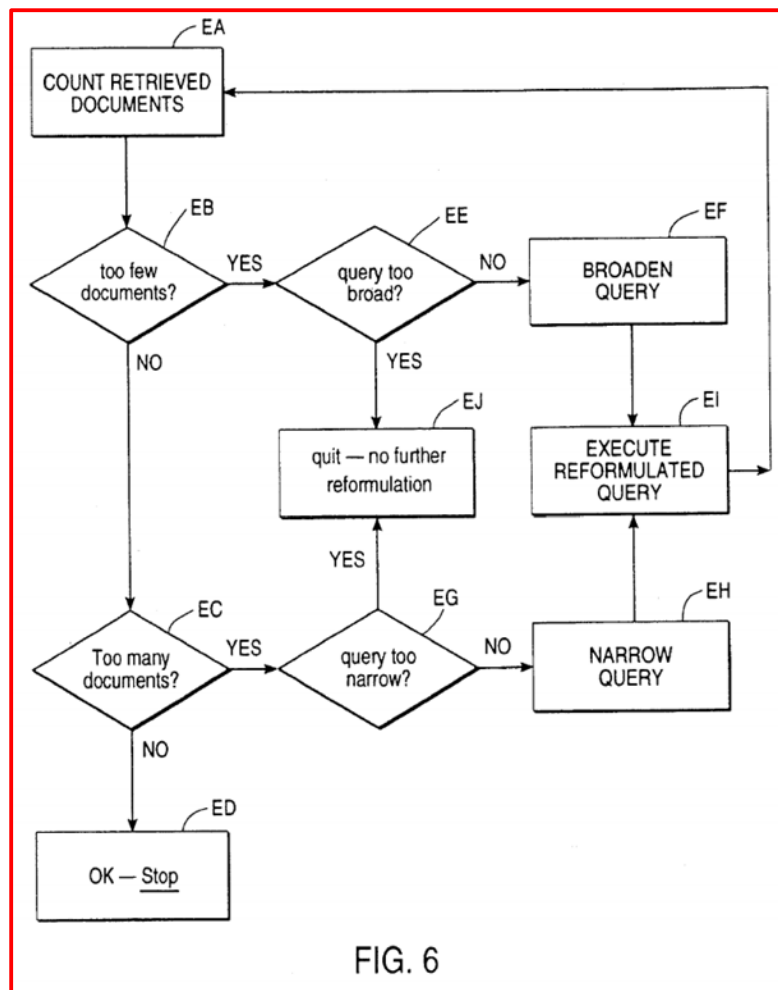 EA
COUNT RETRIEVED
DOCUMENTS
EB
too few
documents?
YES
NO
EE
query too
broad?
NO
YES
EF
BROADEN
QUERY
EJ
quit — no further
reformulation
EI
EXECUTE
REFORMULATED
QUERY
YES
EC
Too many
documents?
YES
NO
EG
query too
narrow?
NO
EH
NARROW
QUERY
ED
OK — Stop
FIG. 6